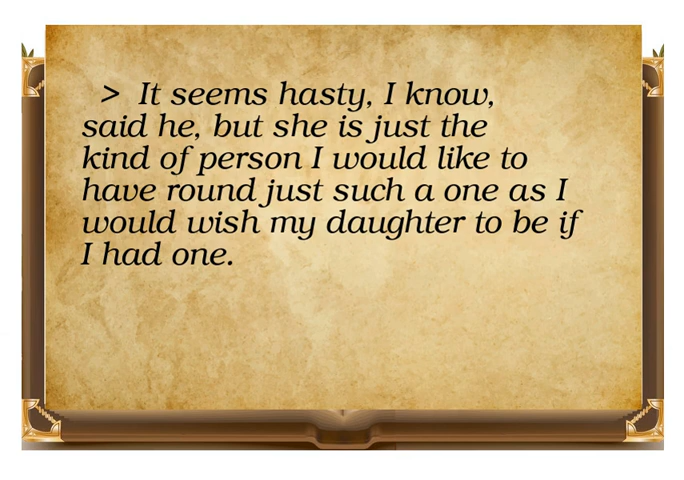 > It seems hasty, I know,
said he, but she is just the
kind of person I would like to
have round just such a one as I
would wish my daughter to be if
I had one.